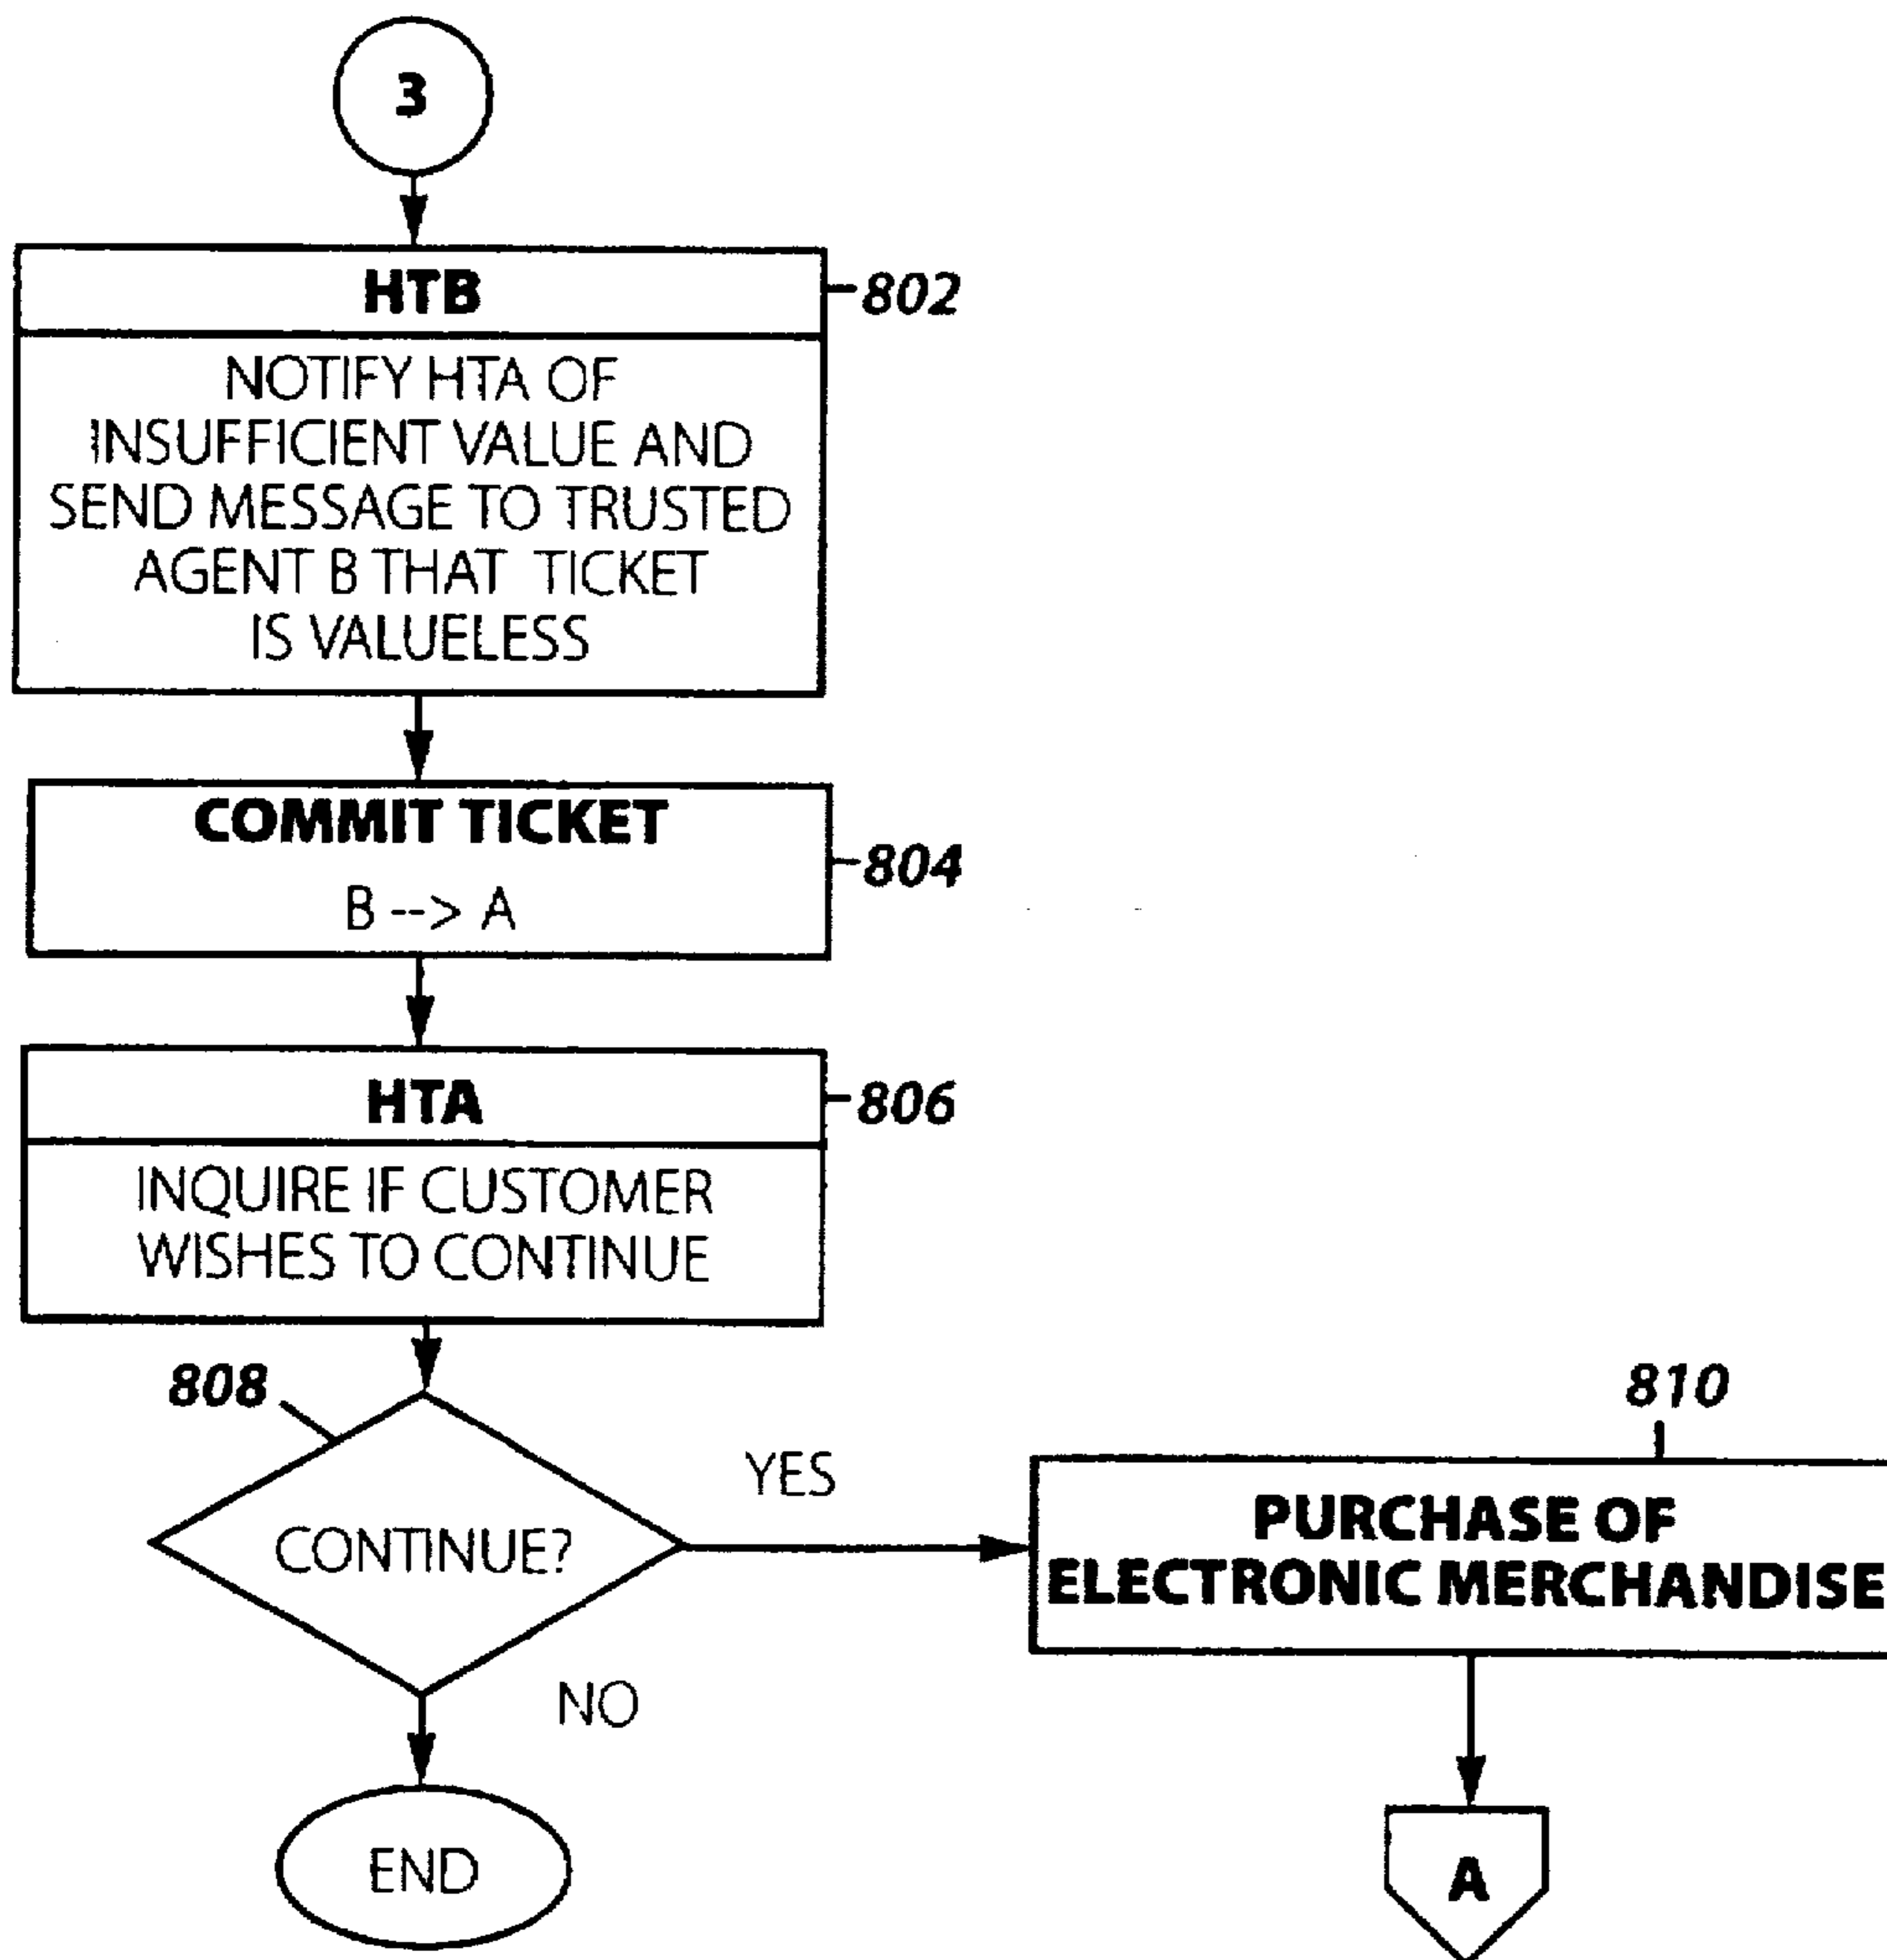 3
HTB
802
NOTIFY HTA OF
INSUFFICIENT VALUE AND
SEND MESSAGE TO TRUSTED
AGENT B THAT TICKET
IS VALUELESS
COMMIT TICKET
804
B --> A
HTA
806
INQUIRE IF CUSTOMER
WISHES TO CONTINUE
808
CONTINUE?
YES
NO
END
810
PURCHASE OF
ELECTRONIC MERCHANDISE
A